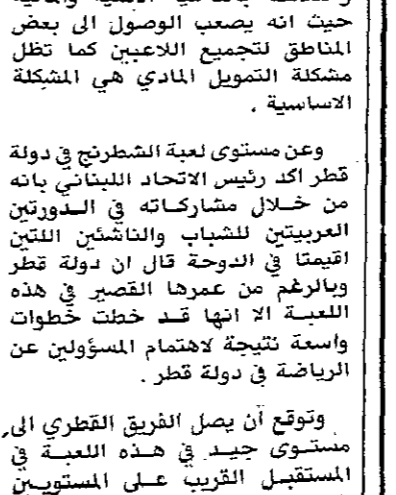 حيث انه يصعب الوصول الى بعض
المناطق لتجميع اللاعبين كما تظل
مشكلة التمويل المادي هي المشكلة
الاساسية .
وعن مستوى لعبة الشطرنج في دولة
قطر اكد رئيس الاتحاد اللبناني بانه
من خلال مشاركاته في الدورتين
العربيتين للشباب والناشئين اللتين
اقيمتا في الدوحة قال ان دولة قطر
وبالرغم من عمرها القصير في هذه
اللعبة الا انها قد خطت خطوات
واسعة نتيجة لاهتمام المسؤولين عن
الرياضة في دولة قطر .
وتوقع أن يصل الفريق القطري الى
مستوى جيد في هذه اللعبة في
المستقبل القريب على المستويين